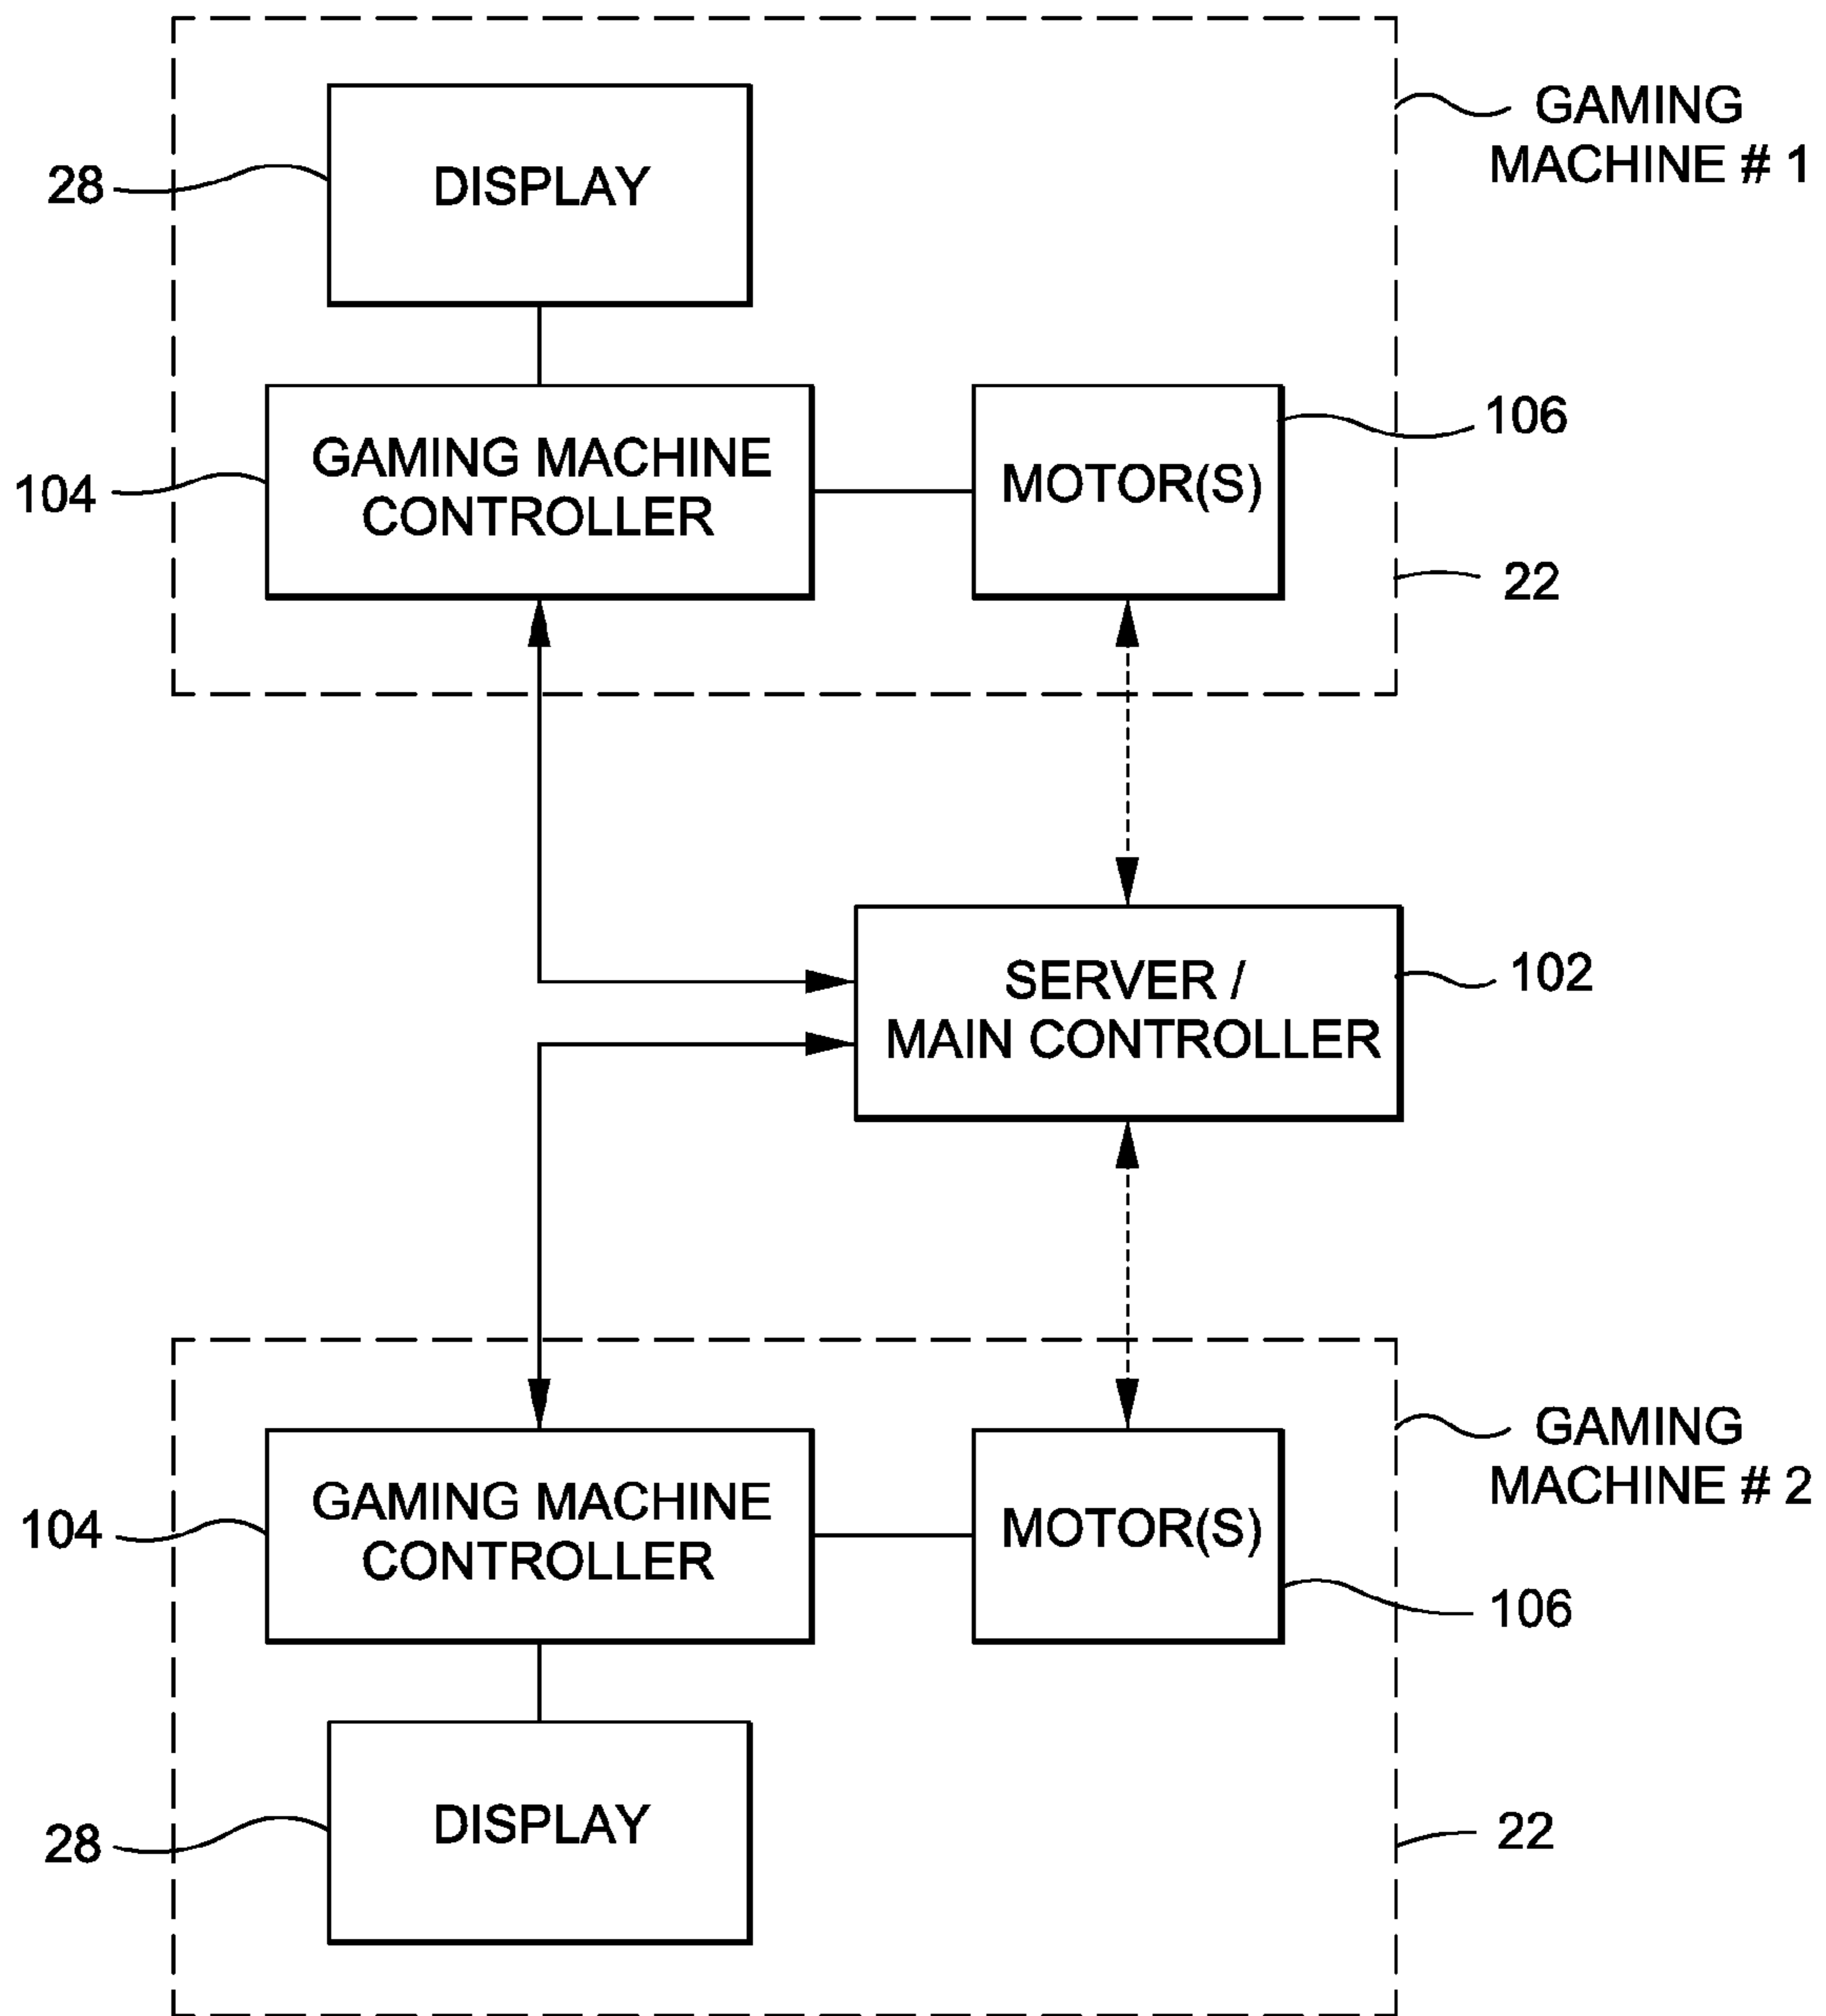 GAMING
MACHINE # 1
28
DISPLAY
106
GAMING MACHINE
CONTROLLER
MOTOR(S)
104
22
SERVER /
MAIN CONTROLLER
102
GAMING
MACHINE # 2
104
GAMING MACHINE
CONTROLLER
MOTOR(S)
106
28
DISPLAY
22